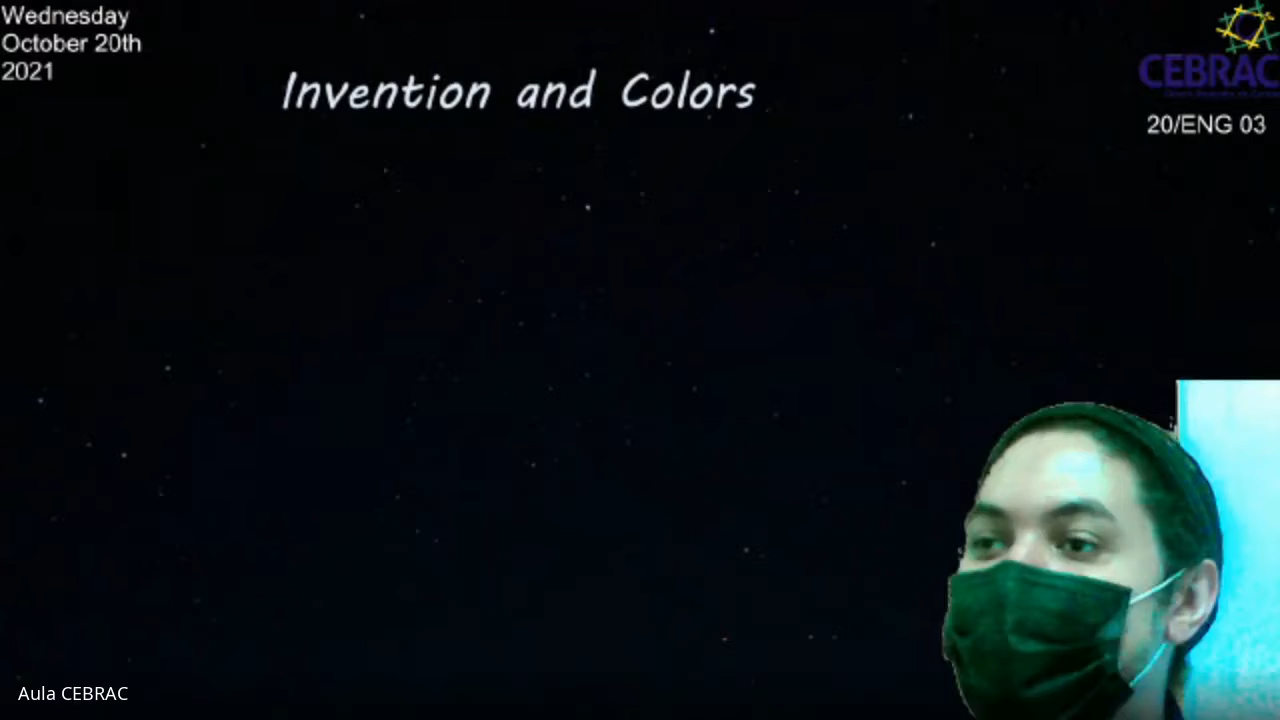 Wednesday
October 20th
2021
Invention and Colors
CEBRAC
20/ENG 03
Aula CEBRAC